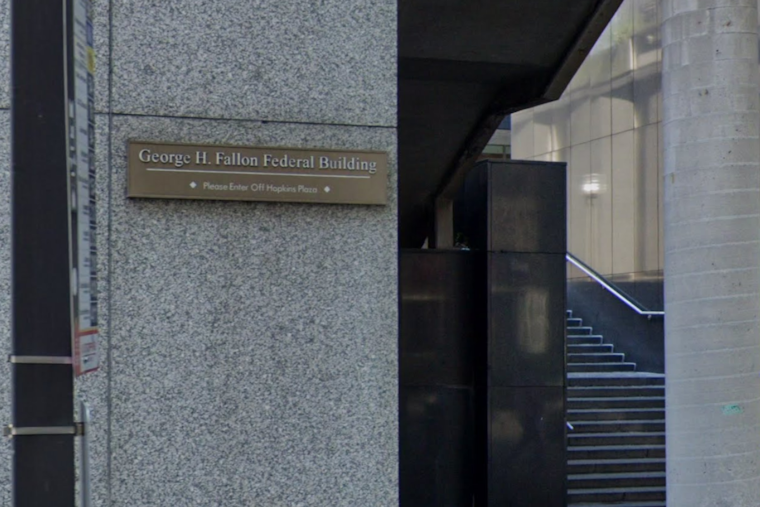 George H. Fallon Federal Building
Please Enter Off Hopkins Plaza